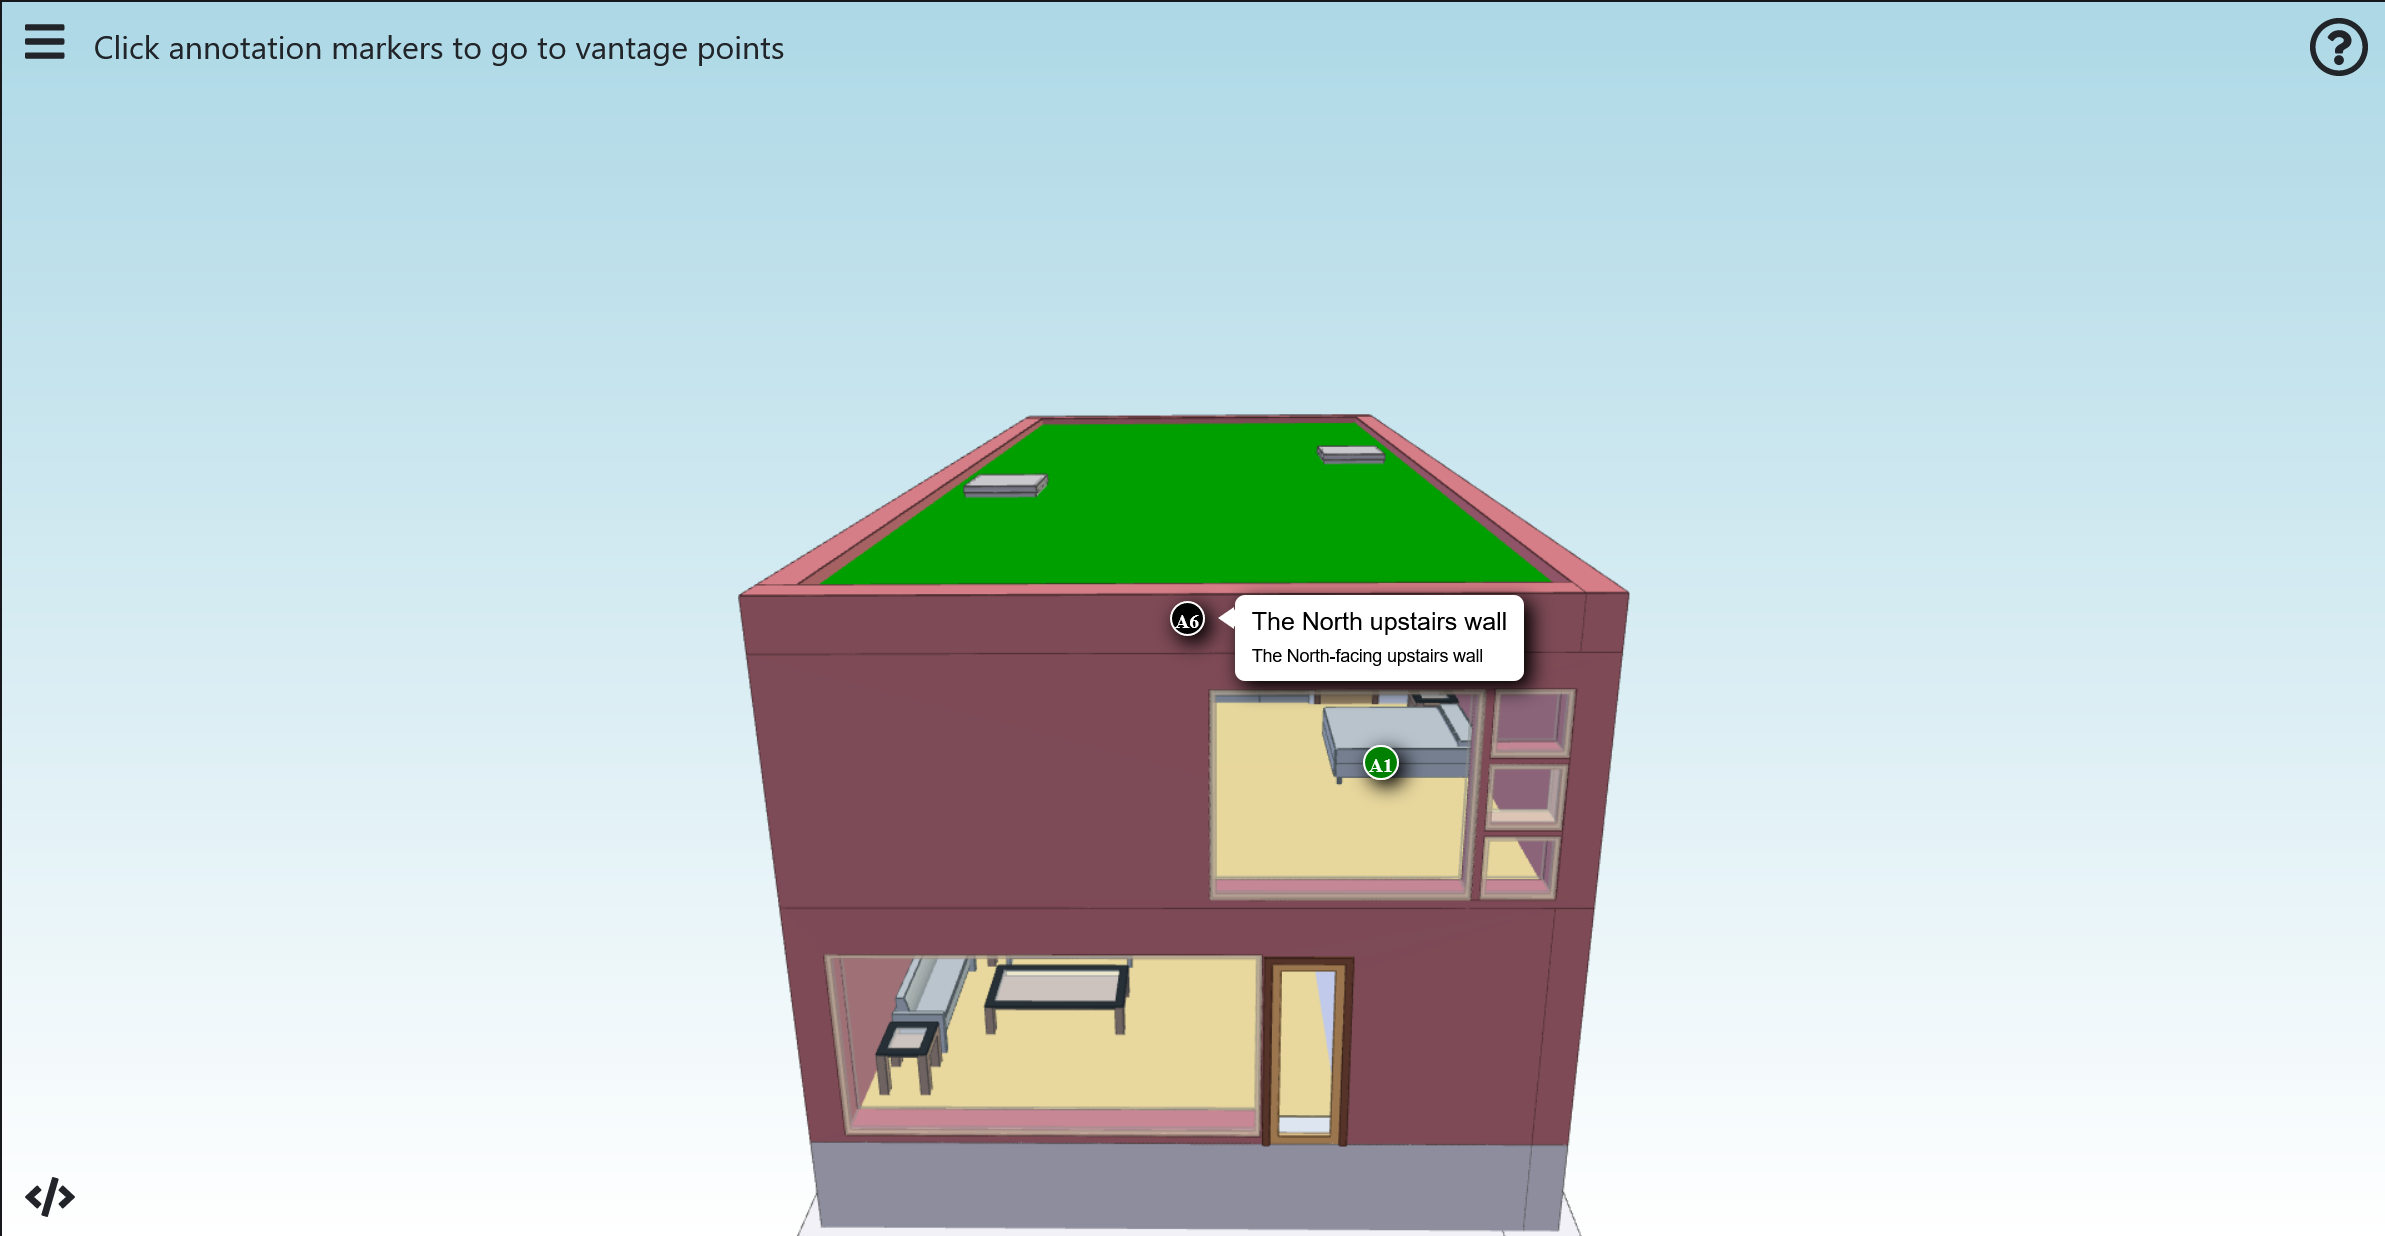 Click annotation markers to go to vantage points
?
A6
The North upstairs wall
The North-facing upstairs wall
A1
</>